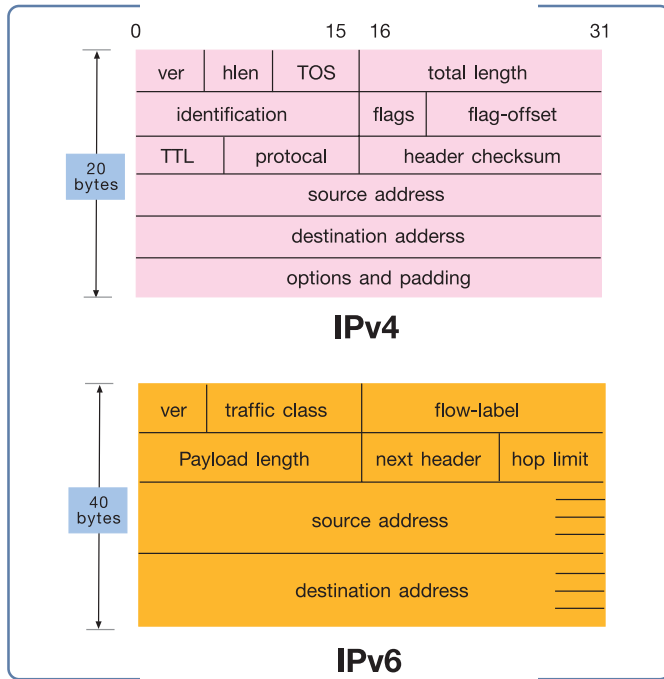 0 15 16 31
ver hlen TOS total length
identification flags flag-offset
TTL protocal header checksum
20
bytes
source address
destination aderss
options and padding
IPv4
ver traffic class flow-label
Payload length next header hop limit
40
bytes
source address
destination address
IPv6